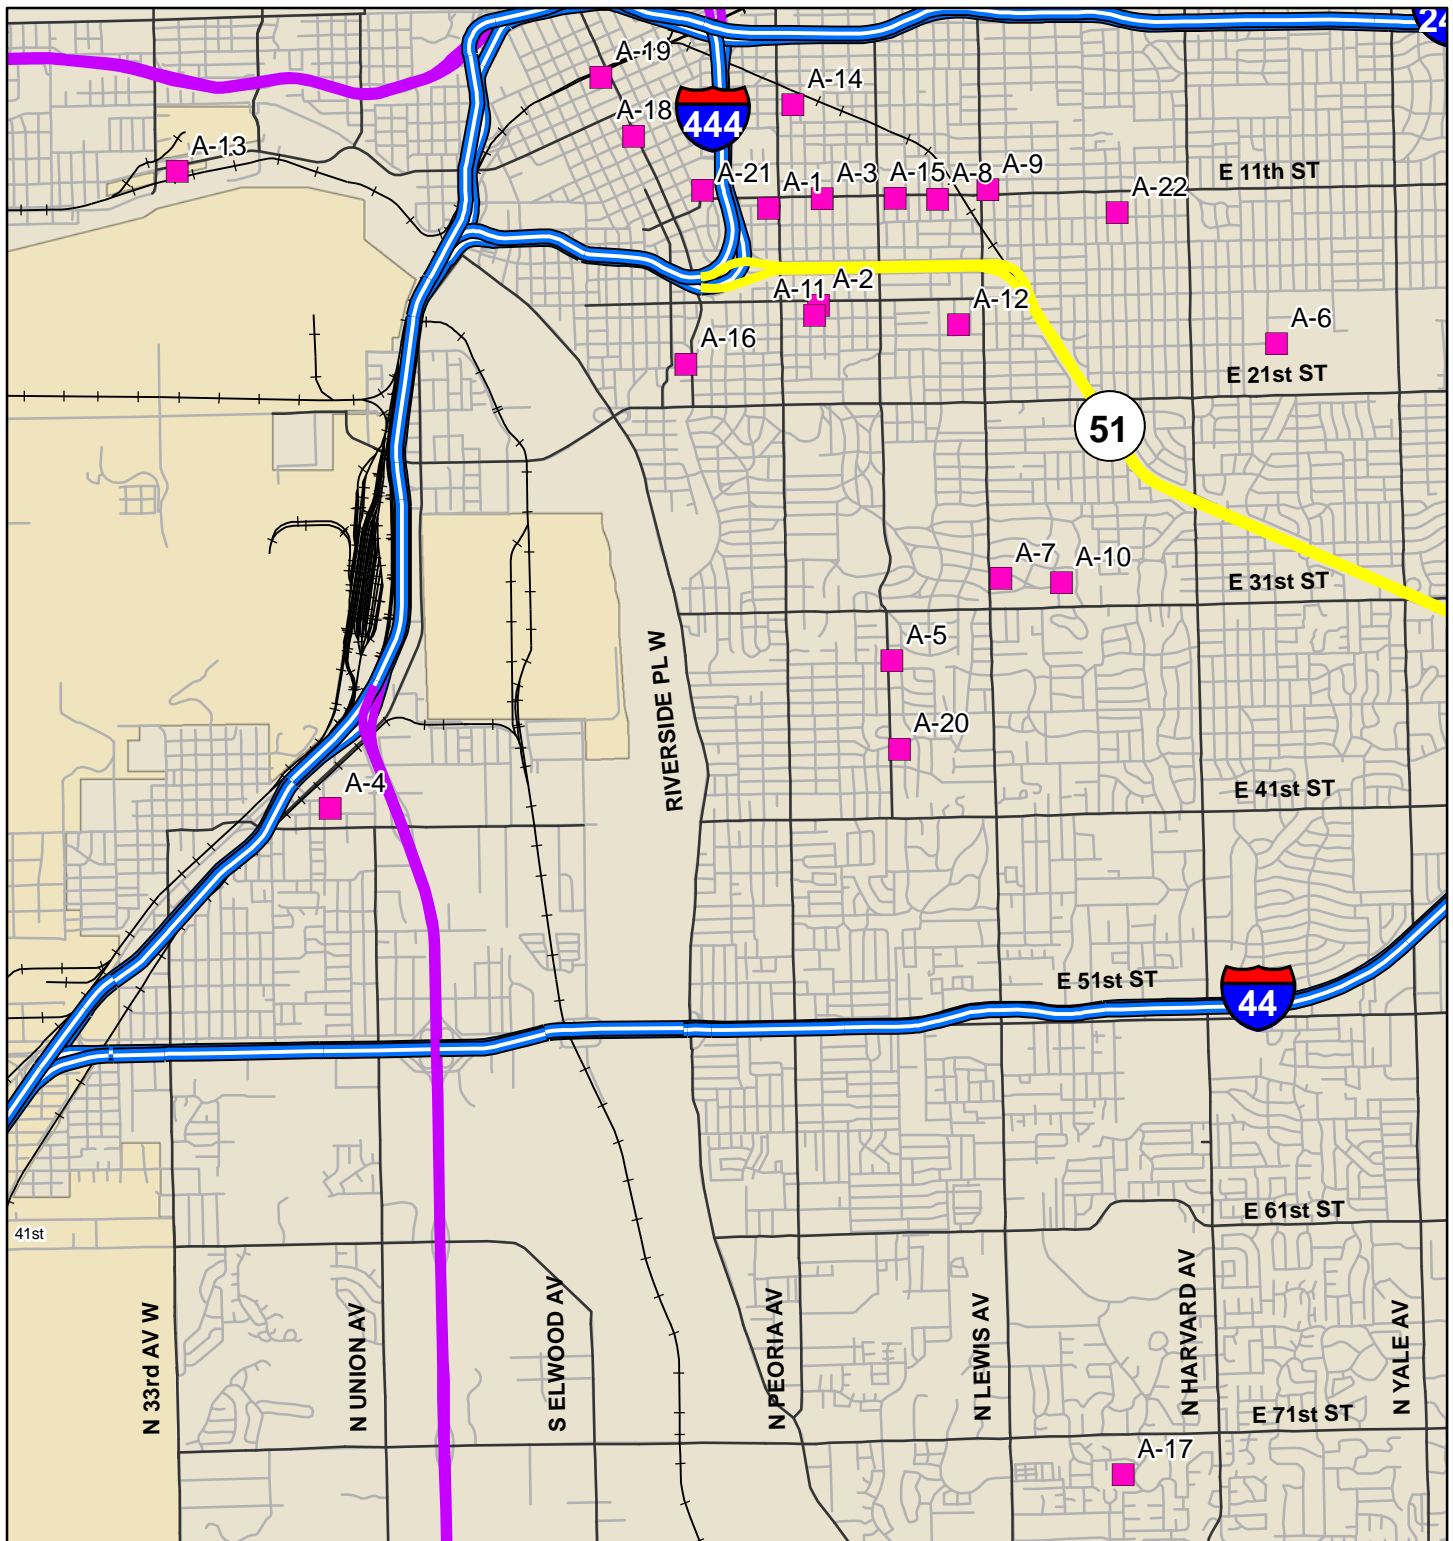 24
A-19
A-14
A-18
444
A-13
A-9
E 11th ST
A-21
A-1
A-3
A-15
A-8
A-22
A-11
A-2
A-12
A-6
A-16
E 21st ST
51
A-7
A-10
E 31st ST
A-5
RIVERSIDE PL W
A-20
A-4
E 41st ST
E 51st ST
44
E 61st ST
41st
N 33rd AV W
N UNION AV
S ELWOOD AV
N PEORIA AV
N LEWIS AV
N HARVARD AV
N YALE AV
E 71st ST
A-17